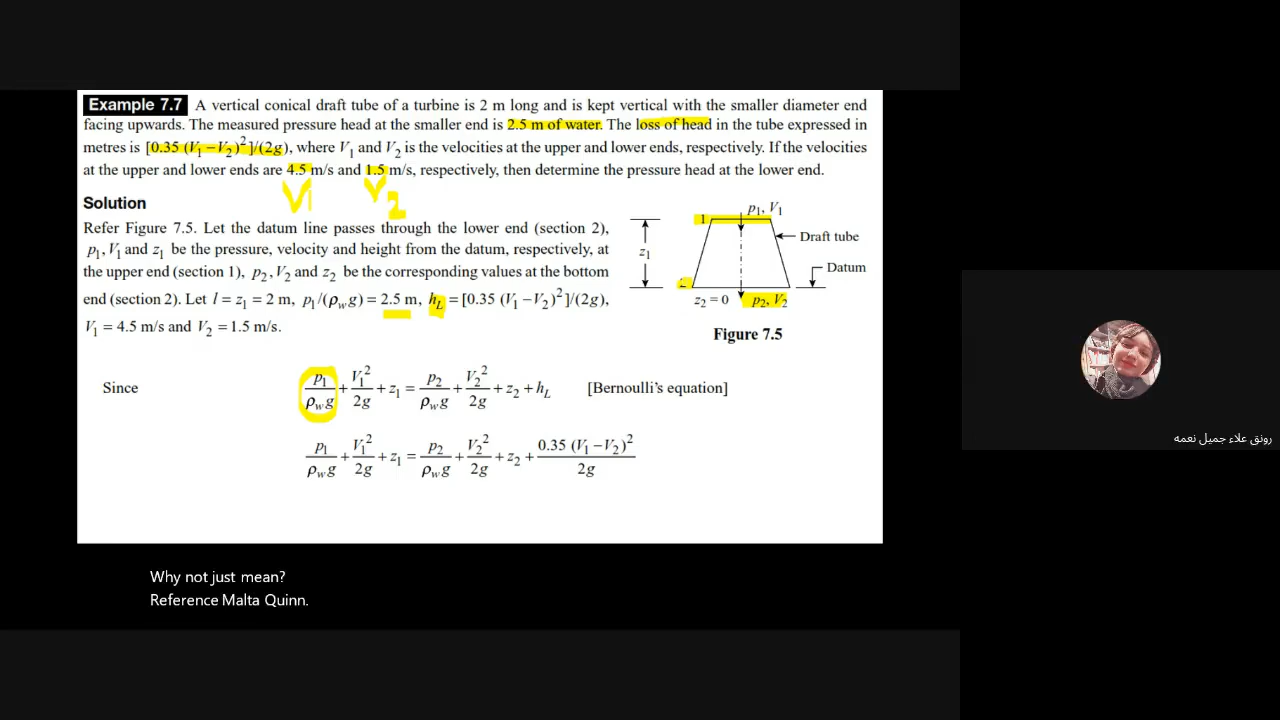 Example 7.7 A vertical conical draft tube of a turbine is 2 m long and is kept vertical with the smaller diameter end
facing upwards. The measured pressure head at the smaller end is 2.5 m of water. The loss of head in the tube expressed in
metres is [0.35 (V₁ – V₂)²]/(2g), where V₁ and V₂ is the velocities at the upper and lower ends, respectively. If the velocities
at the upper and lower ends are 4.5 m/s and 1.5 m/s, respectively, then determine the pressure head at the lower end.
V₁ V₂
Solution
Refer Figure 7.5. Let the datum line passes through the lower end (section 2),
p₁, V₁ and z₁ be the pressure, velocity and height from the datum, respectively, at
the upper end (section 1), p₂, V₂ and z₂ be the corresponding values at the bottom
end (section 2). Let l = z₁ = 2 m, p₁/(ρ_w g) = 2.5 m, h_L = [0.35 (V₁ – V₂)²]/(2g),
V₁ = 4.5 m/s and V₂ = 1.5 m/s.
p₁, V₁
1
Draft tube
z₁
Datum
2
z₂ = 0 p₂, V₂
Figure 7.5
Since p₁/(ρ_w g) + V₁²/2g + z₁ = p₂/(ρ_w g) + V₂²/2g + z₂ + h_L [Bernoulli’s equation]
p₁/(ρ_w g) + V₁²/2g + z₁ = p₂/(ρ_w g) + V₂²/2g + z₂ + 0.35 (V₁ – V₂)²/2g
رونق علاء جميل نعمه
Why not just mean?
Reference Malta Quinn.